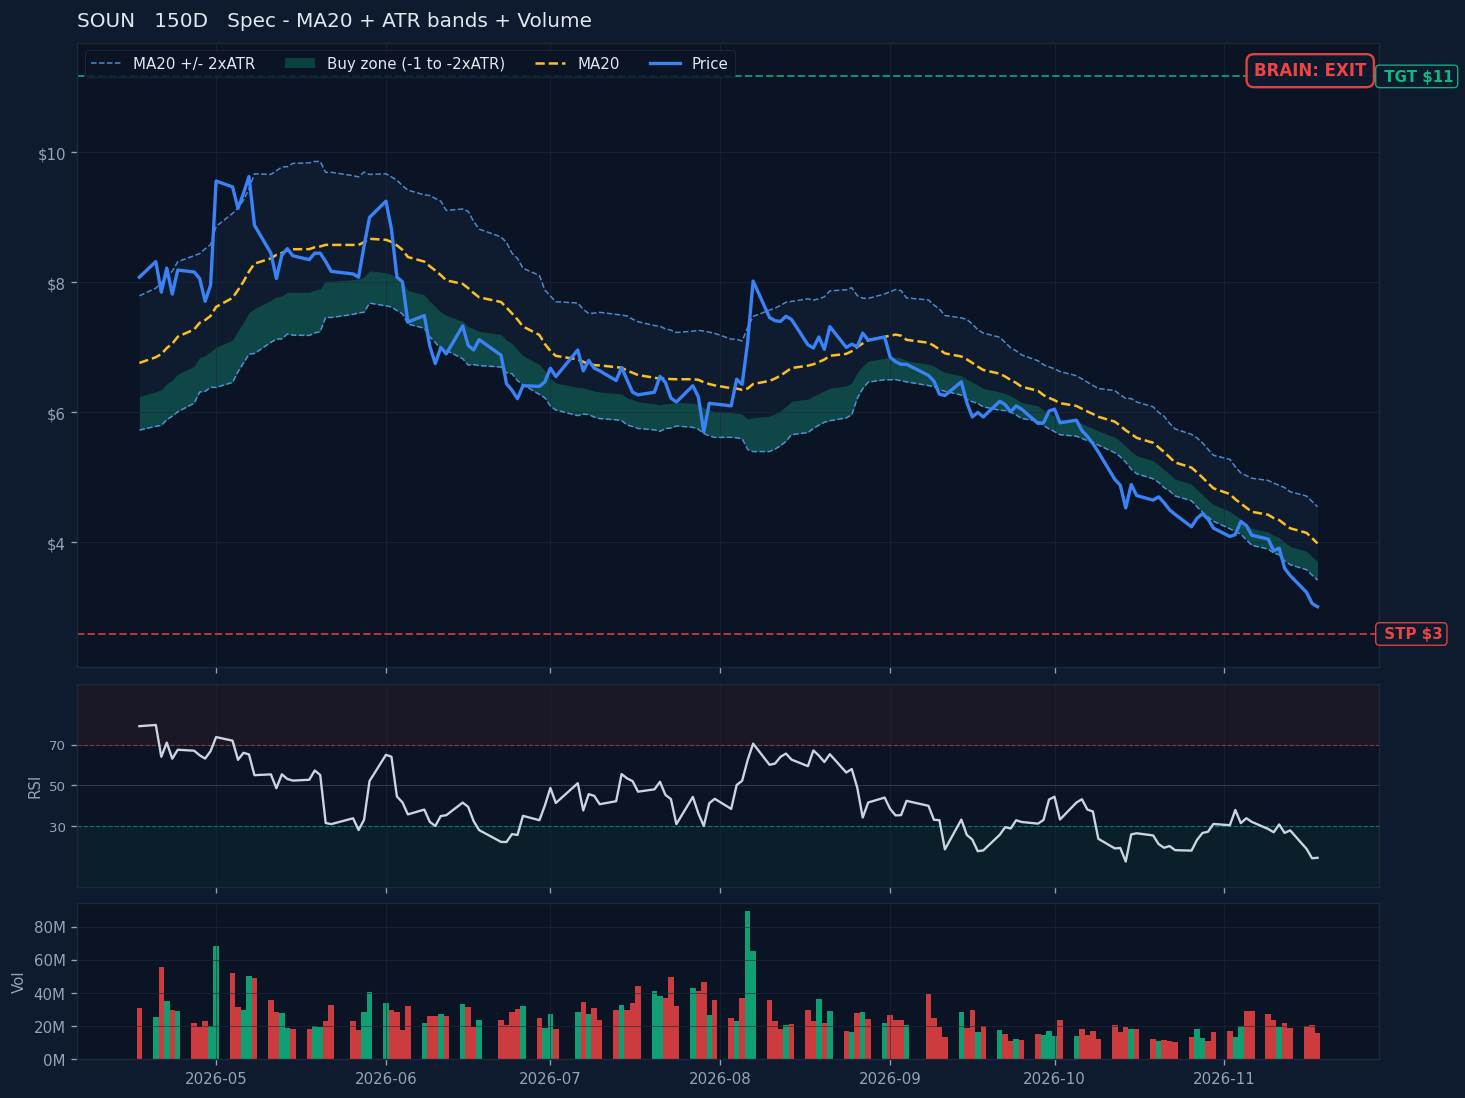 SOUN   150D   Spec - MA20 + ATR bands + Volume
MA20 +/- 2xATR
Buy zone (-1 to -2xATR)
MA20
Price
BRAIN: EXIT
TGT $11
$10
$8
$6
$4
STP $3
70
50
30
RSI
80M
60M
40M
20M
0M
Vol
2026-05
2026-06
2026-07
2026-08
2026-09
2026-10
2026-11